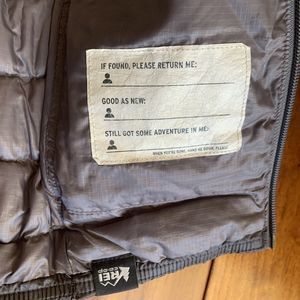 IF FOUND, PLEASE RETURN ME:
GOOD AS NEW:
STILL GOT SOME ADVENTURE IN ME:
WHEN YOU'RE DONE, HAND ME DOWN, PLEASE!
REI
CO-OP